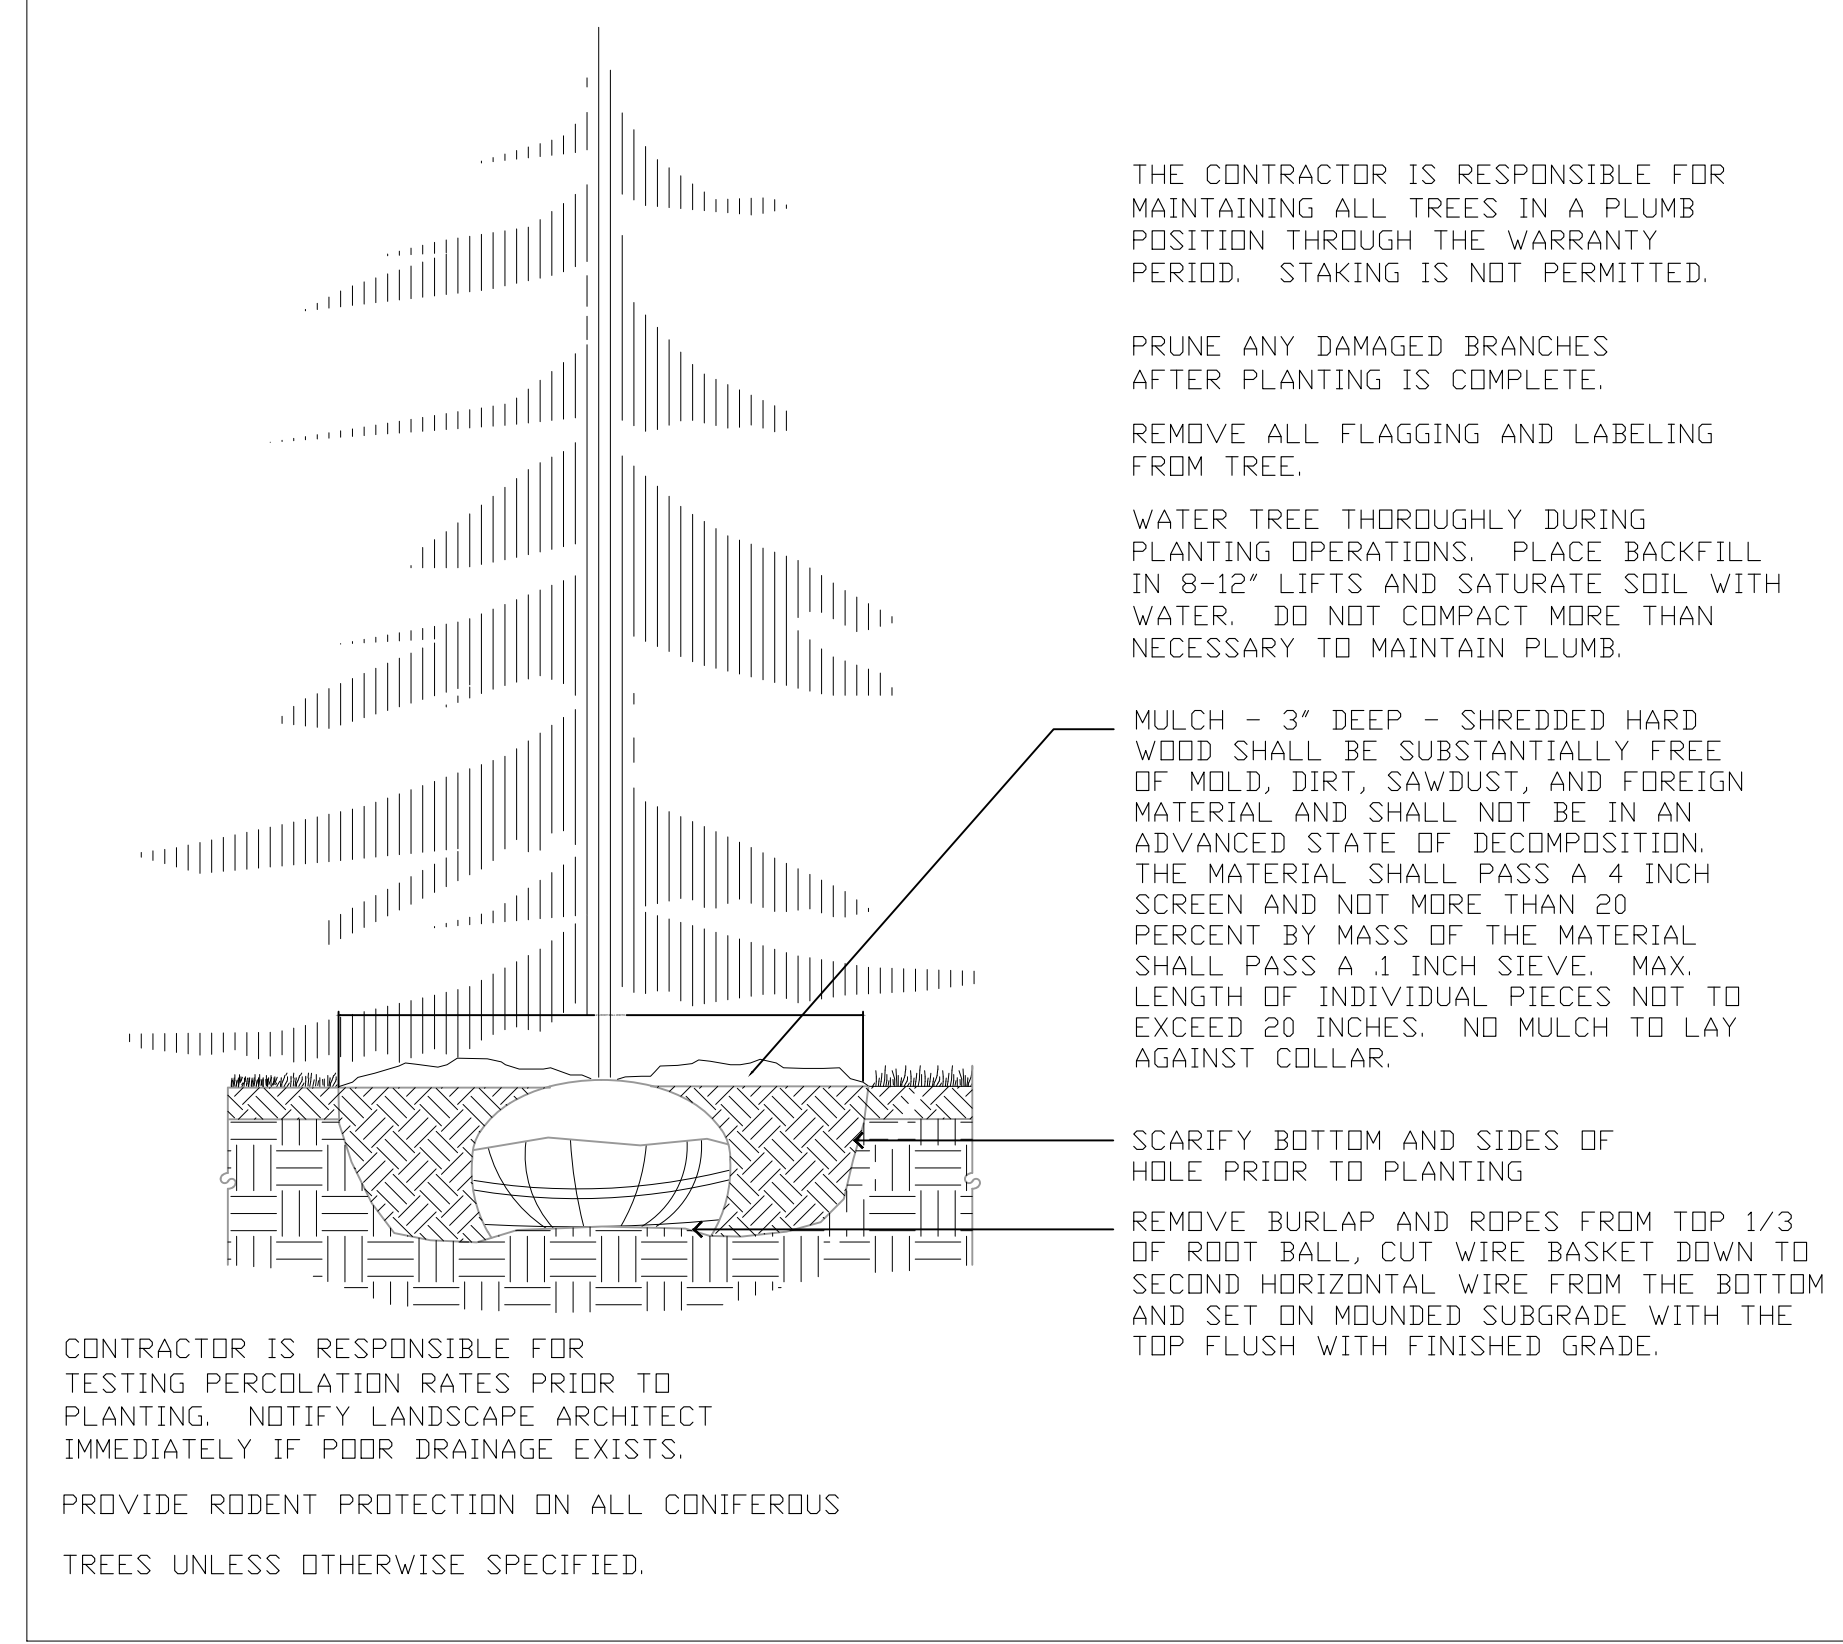 THE CONTRACTOR IS RESPONSIBLE FOR
MAINTAINING ALL TREES IN A PLUMB
POSITION THROUGH THE WARRANTY
PERIOD. STAKING IS NOT PERMITTED.
PRUNE ANY DAMAGED BRANCHES
AFTER PLANTING IS COMPLETE.
REMOVE ALL FLAGGING AND LABELING
FROM TREE.
WATER TREE THOROUGHLY DURING
PLANTING OPERATIONS. PLACE BACKFILL
IN 8-12" LIFTS AND SATURATE SOIL WITH
WATER. DO NOT COMPACT MORE THAN
NECESSARY TO MAINTAIN PLUMB.
MULCH - 3" DEEP - SHREDDED HARD
WOOD SHALL BE SUBSTANTIALLY FREE
OF MOLD, DIRT, SAWDUST, AND FOREIGN
MATERIAL AND SHALL NOT BE IN AN
ADVANCED STATE OF DECOMPOSITION.
THE MATERIAL SHALL PASS A 4 INCH
SCREEN AND NOT MORE THAN 20
PERCENT BY MASS OF THE MATERIAL
SHALL PASS A .1 INCH SIEVE. MAX.
LENGTH OF INDIVIDUAL PIECES NOT TO
EXCEED 20 INCHES. NO MULCH TO LAY
AGAINST COLLAR.
SCARIFY BOTTOM AND SIDES OF
HOLE PRIOR TO PLANTING
REMOVE BURLAP AND ROPES FROM TOP 1/3
OF ROOT BALL, CUT WIRE BASKET DOWN TO
SECOND HORIZONTAL WIRE FROM THE BOTTOM
AND SET ON MOUNDED SUBGRADE WITH THE
TOP FLUSH WITH FINISHED GRADE.
CONTRACTOR IS RESPONSIBLE FOR
TESTING PERCOLATION RATES PRIOR TO
PLANTING. NOTIFY LANDSCAPE ARCHITECT
IMMEDIATELY IF POOR DRAINAGE EXISTS.
PROVIDE RODENT PROTECTION ON ALL CONIFEROUS
TREES UNLESS OTHERWISE SPECIFIED.